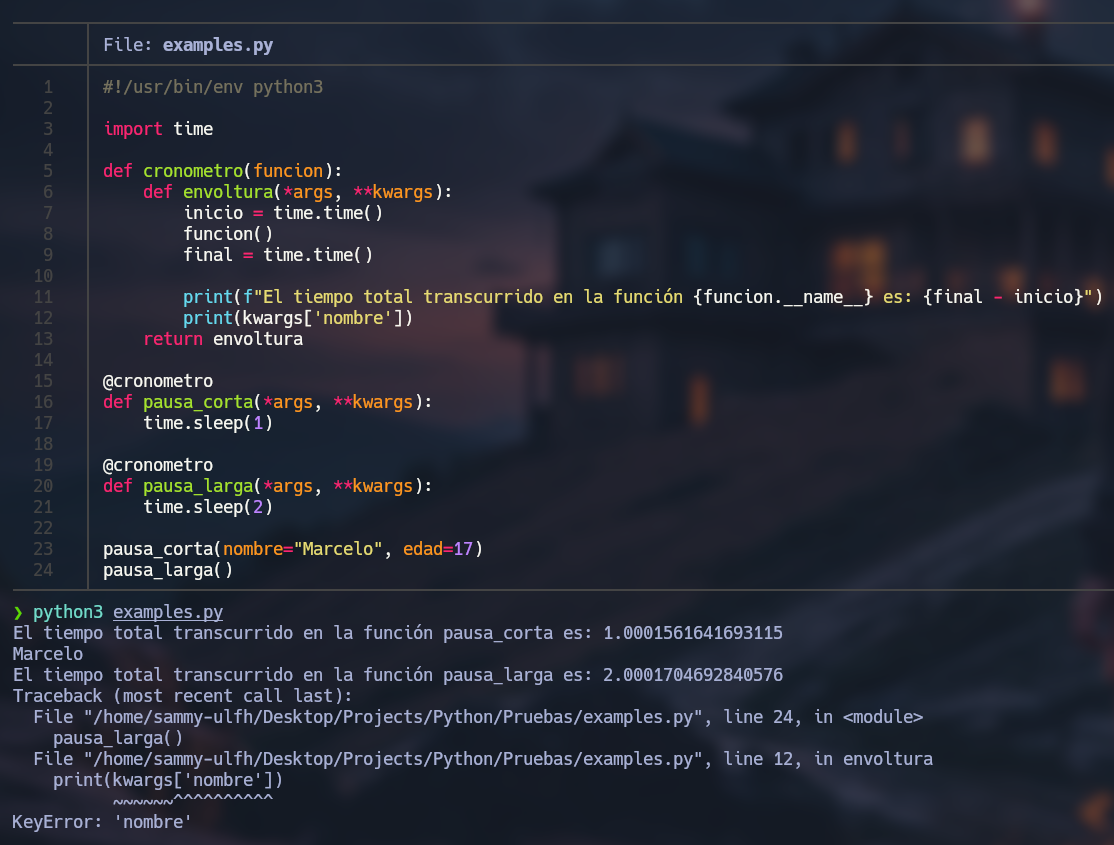 File: examples.py
1 #!/usr/bin/env python3
2
3 import time
4
5 def cronometro(funcion):
6     def envoltura(*args, **kwargs):
7         inicio = time.time()
8         funcion()
9         final = time.time()
10
11         print(f"El tiempo total transcurrido en la función {funcion.__name__} es: {final - inicio}")
12         print(kwargs['nombre'])
13     return envoltura
14
15 @cronometro
16 def pausa_corta(*args, **kwargs):
17     time.sleep(1)
18
19 @cronometro
20 def pausa_larga(*args, **kwargs):
21     time.sleep(2)
22
23 pausa_corta(nombre="Marcelo", edad=17)
24 pausa_larga()
❯ python3 examples.py
El tiempo total transcurrido en la función pausa_corta es: 1.0001561641693115
Marcelo
El tiempo total transcurrido en la función pausa_larga es: 2.0001704692840576
Traceback (most recent call last):
  File "/home/sammy-ulfh/Desktop/Projects/Python/Pruebas/examples.py", line 24, in <module>
    pausa_larga()
  File "/home/sammy-ulfh/Desktop/Projects/Python/Pruebas/examples.py", line 12, in envoltura
    print(kwargs['nombre'])
          ~~~~~~^^^^^^^^^^
KeyError: 'nombre'